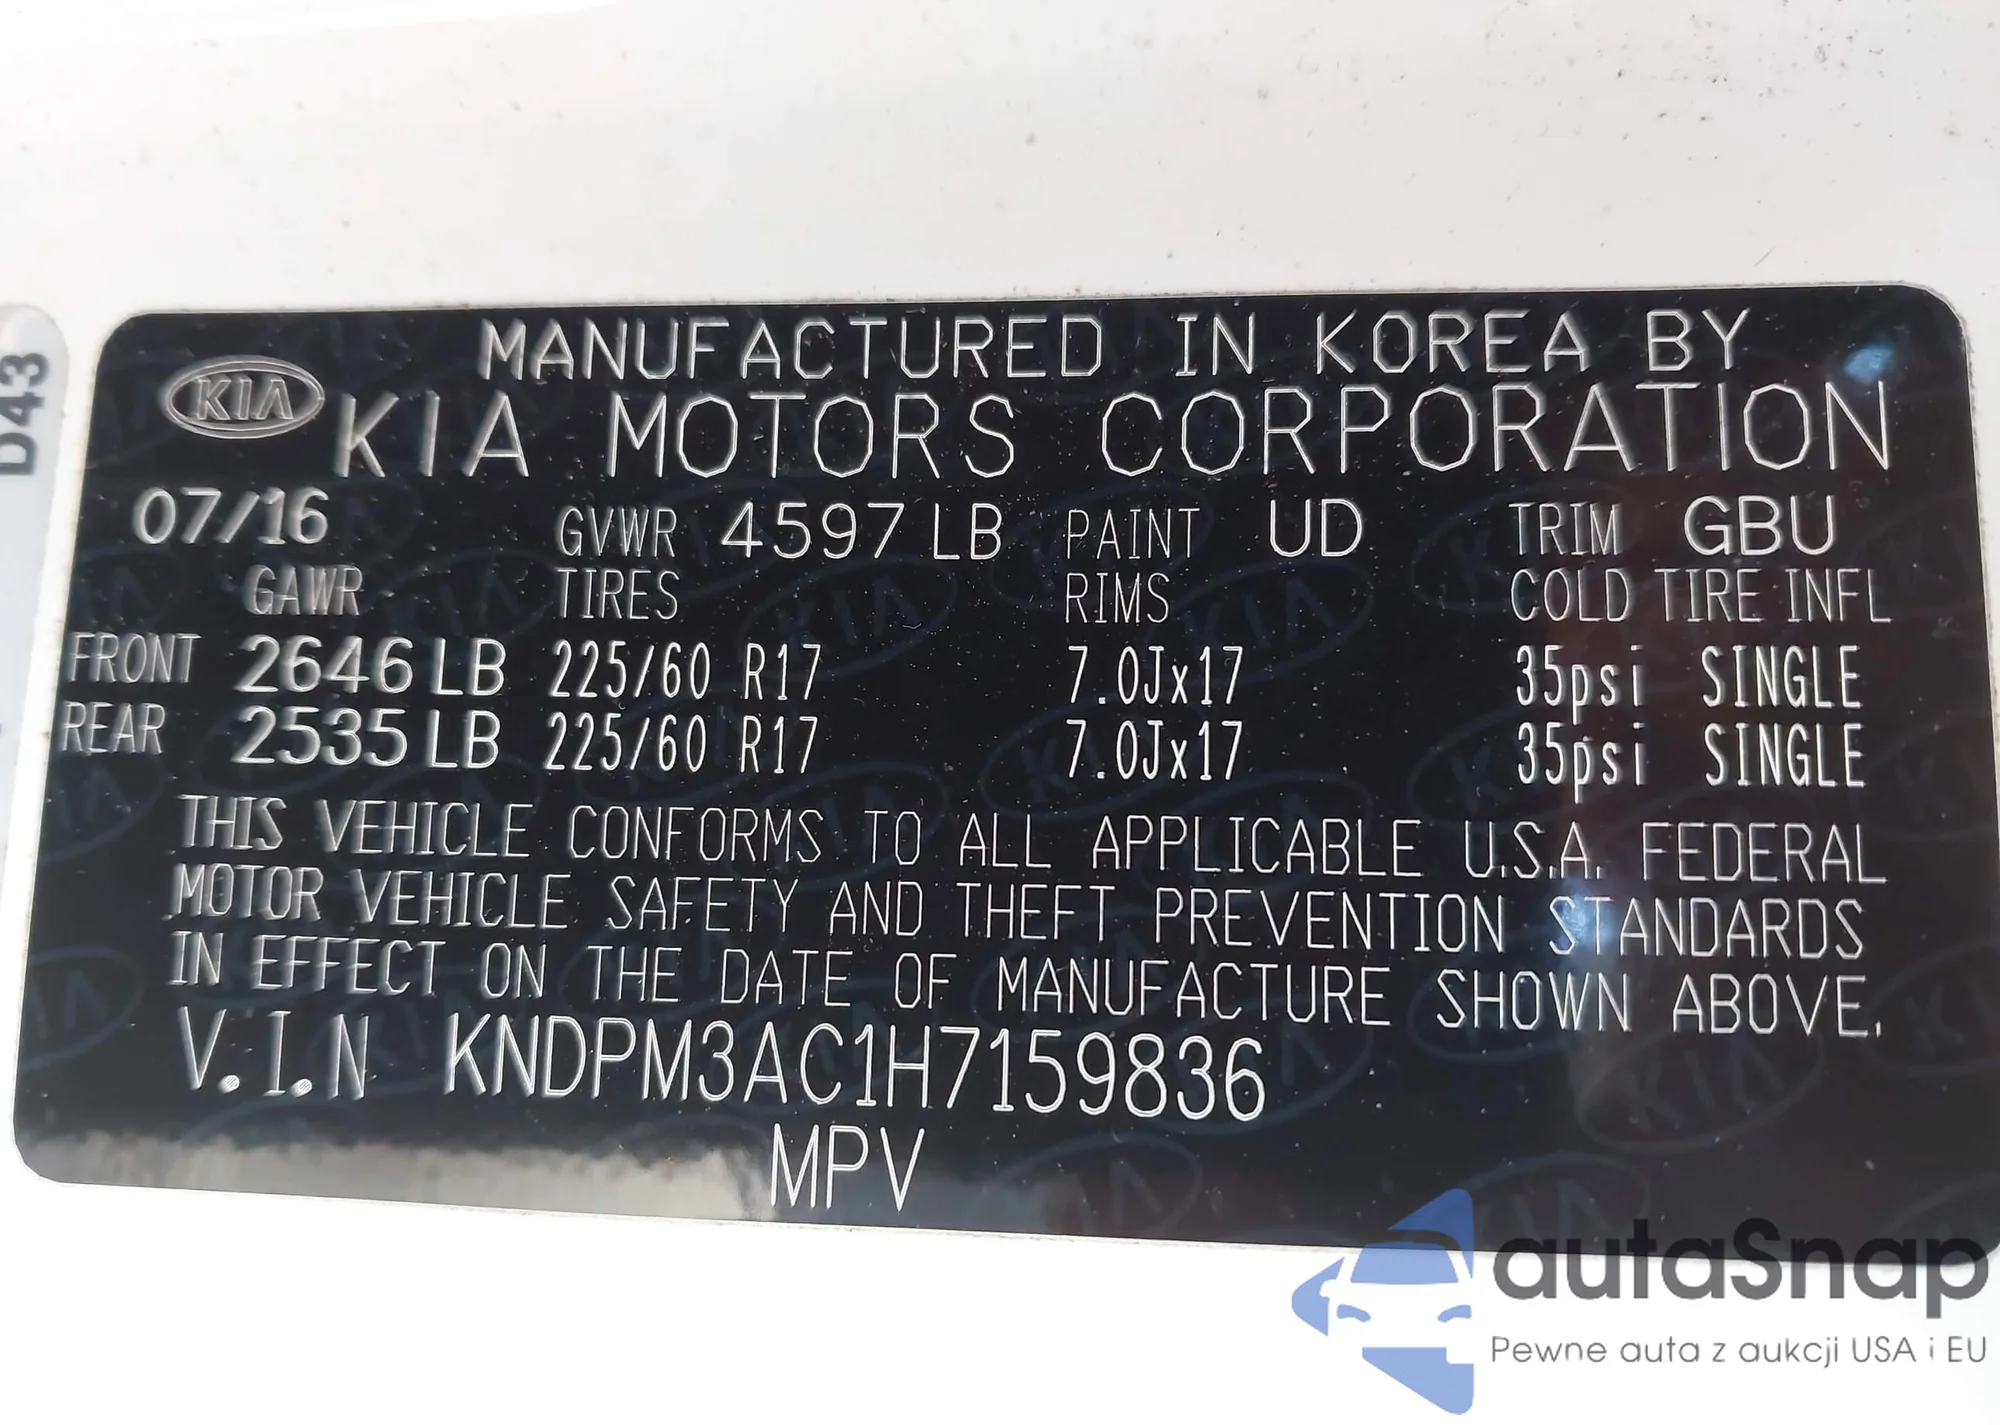 D43
MANUFACTURED IN KOREA BY
KIA KIA MOTORS CORPORATION
07/16 GVWR 4597 LB PAINT UD TRIM GBU
GAWR TIRES RIMS COLD TIRE INFL
FRONT 2646 LB 225/60 R17 7.0Jx17 35psi SINGLE
REAR 2535 LB 225/60 R17 7.0Jx17 35psi SINGLE
THIS VEHICLE CONFORMS TO ALL APPLICABLE U.S.A. FEDERAL
MOTOR VEHICLE SAFETY AND THEFT PREVENTION STANDARDS
IN EFFECT ON THE DATE OF MANUFACTURE SHOWN ABOVE.
V.I.N KNDPM3AC1H7159836
MPV
autaSnap
Pewne auta z aukcji USA i EU